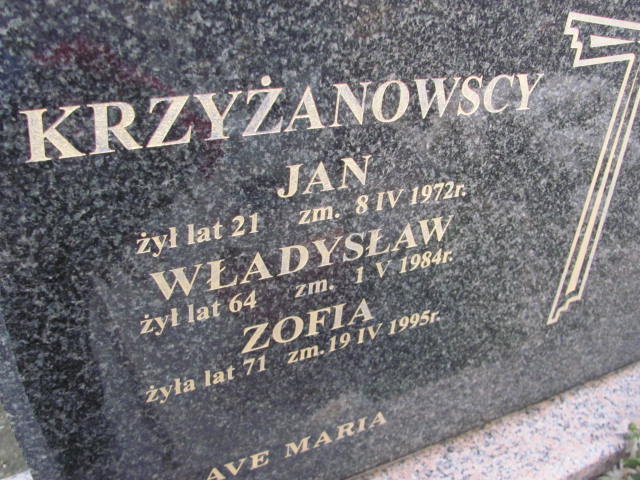 KRZYŻANOWSCY
JAN
żył lat 21 zm. 8 IV 1972r.
WŁADYSŁAW
żył lat 64 zm. 1 V 1984r.
ZOFIA
żyła lat 71 zm. 19 IV 1995r.
AVE MARIA